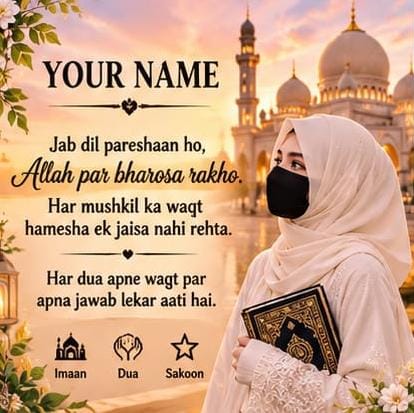 YOUR NAME
Jab dil pareshaan ho,
Allah par bharosa rakho.
Har mushkil ka waqt
hamesha ek jaisa nahi rehta.
Har dua apne wagt par
apna jawab lekar aati hai.
Imaan Dua Sakoon